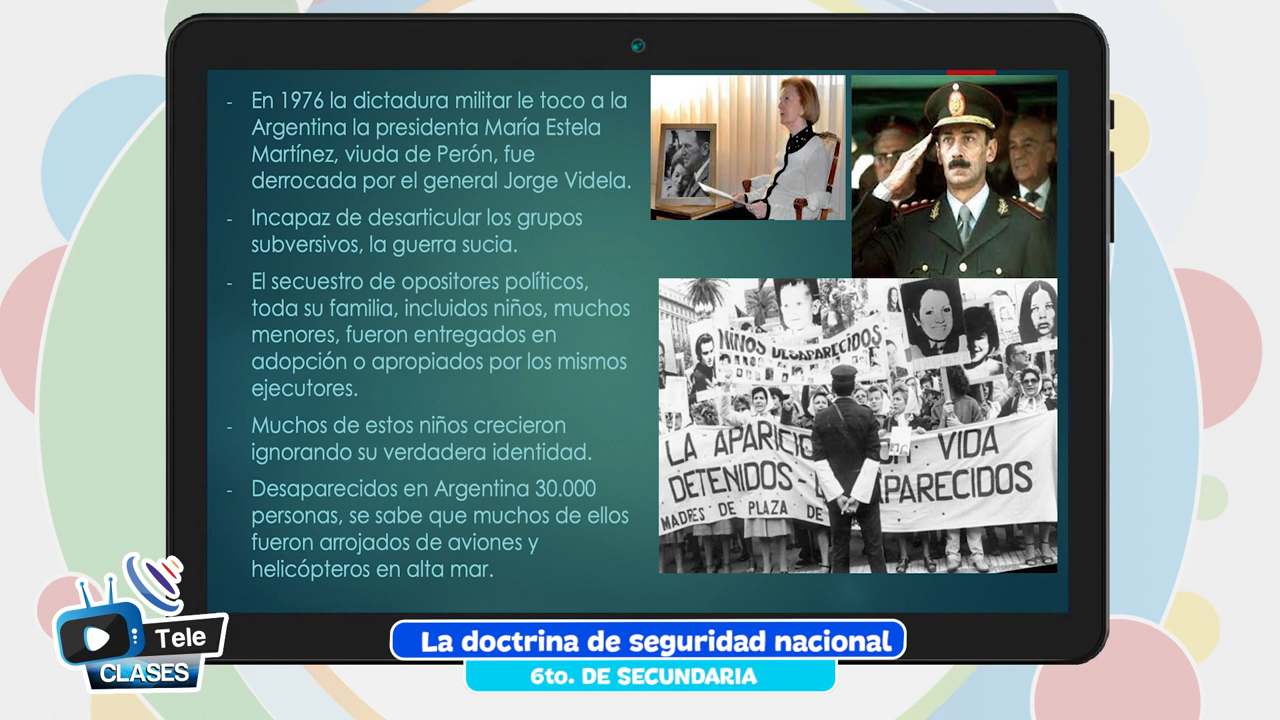 - En 1976 la dictadura militar le toco a la
Argentina la presidenta María Estela
Martínez, viuda de Perón, fue
derrocada por el general Jorge Videla.
- Incapaz de desarticular los grupos
subversivos, la guerra sucia.
- El secuestro de opositores políticos,
toda su familia, incluidos niños, muchos
menores, fueron entregados en
adopción o apropiados por los mismos
ejecutores.
- Muchos de estos niños crecieron
ignorando su verdadera identidad.
- Desaparecidos en Argentina 30.000
personas, se sabe que muchos de ellos
fueron arrojados de aviones y
helicópteros en alta mar.
NIÑOS DESAPARECIDOS
LA APARICIO VIDA
DETENIDOS - PARECIDOS
MADRES DE PLAZA DE
Tele
CLASES
La doctrina de seguridad nacional
6to. DE SECUNDARIA